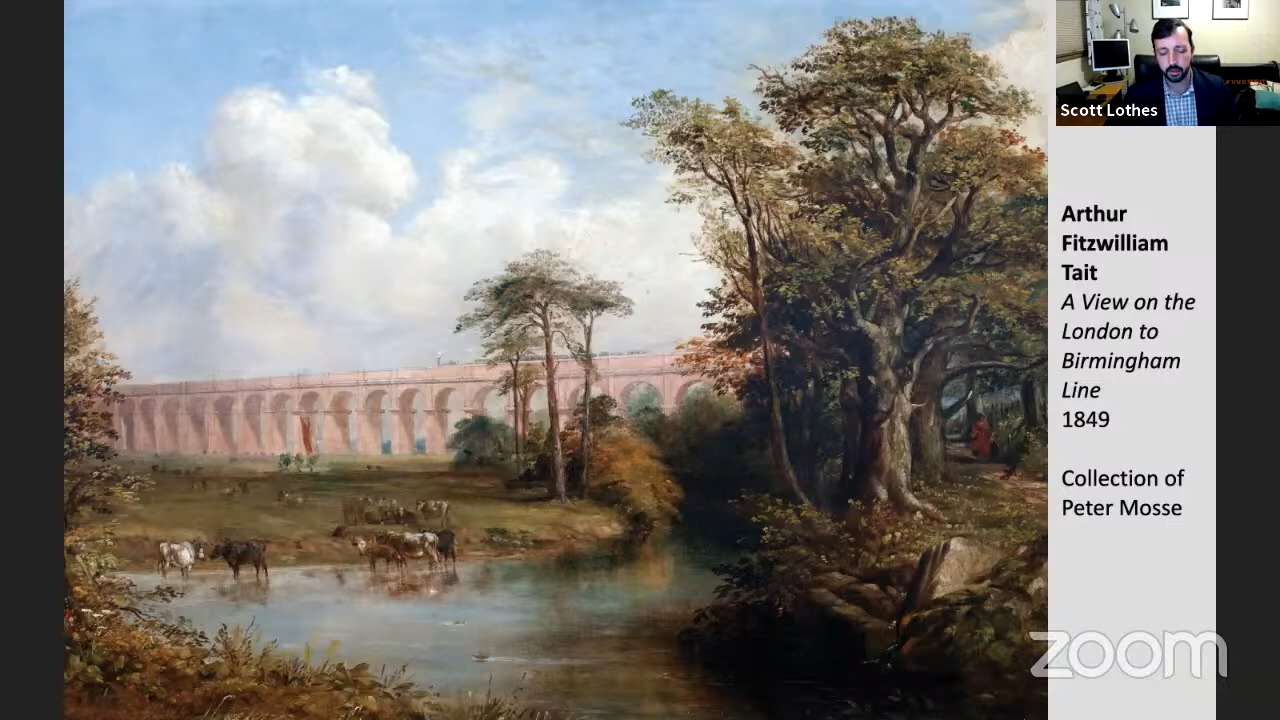 Scott Lothes
Arthur
Fitzwilliam
Tait
A View on the
London to
Birmingham
Line
1849
Collection of
Peter Mosse
zoom